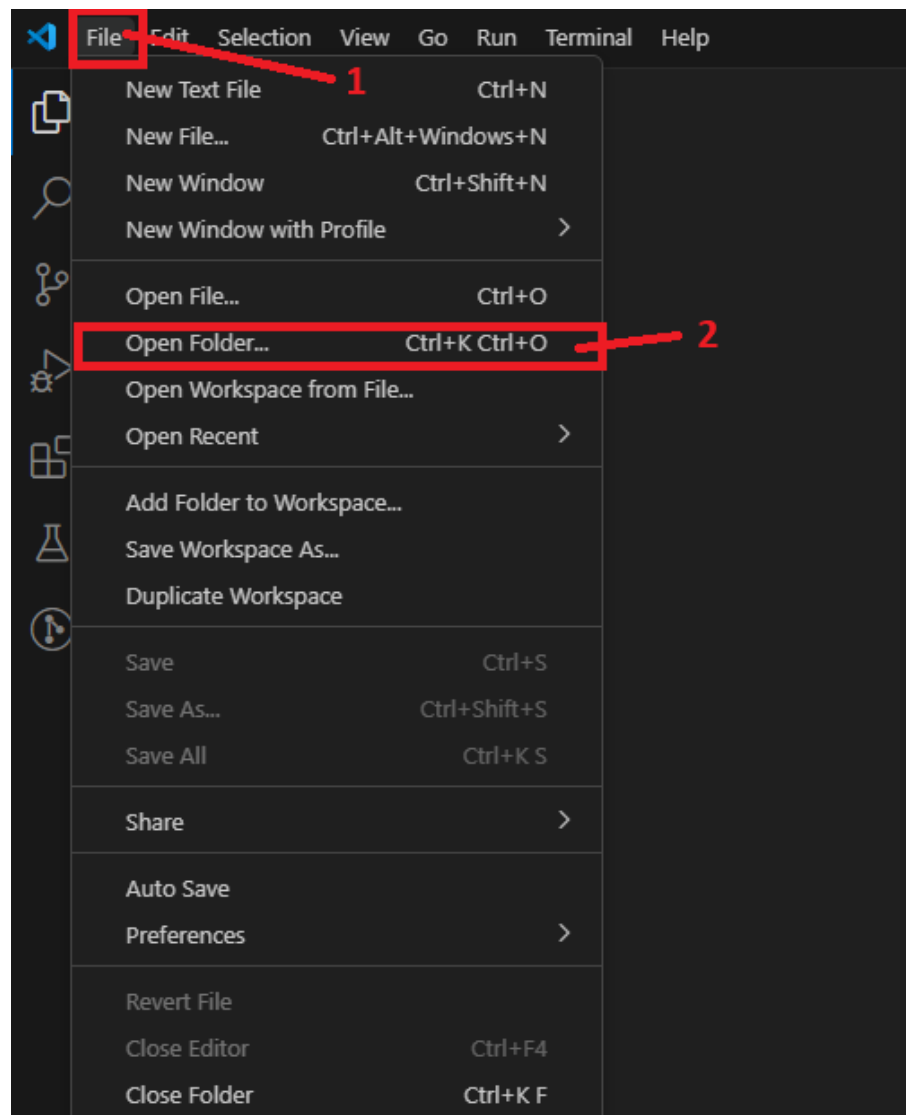 File Edit Selection View Go Run Terminal Help
1
New Text File Ctrl+N
New File... Ctrl+Alt+Windows+N
New Window Ctrl+Shift+N
New Window with Profile
Open File... Ctrl+O
Open Folder... Ctrl+K Ctrl+O
2
Open Workspace from File...
Open Recent
Add Folder to Workspace...
Save Workspace As...
Duplicate Workspace
Save Ctrl+S
Save As... Ctrl+Shift+S
Save All Ctrl+K S
Share
Auto Save
Preferences
Revert File
Close Editor Ctrl+F4
Close Folder Ctrl+K F